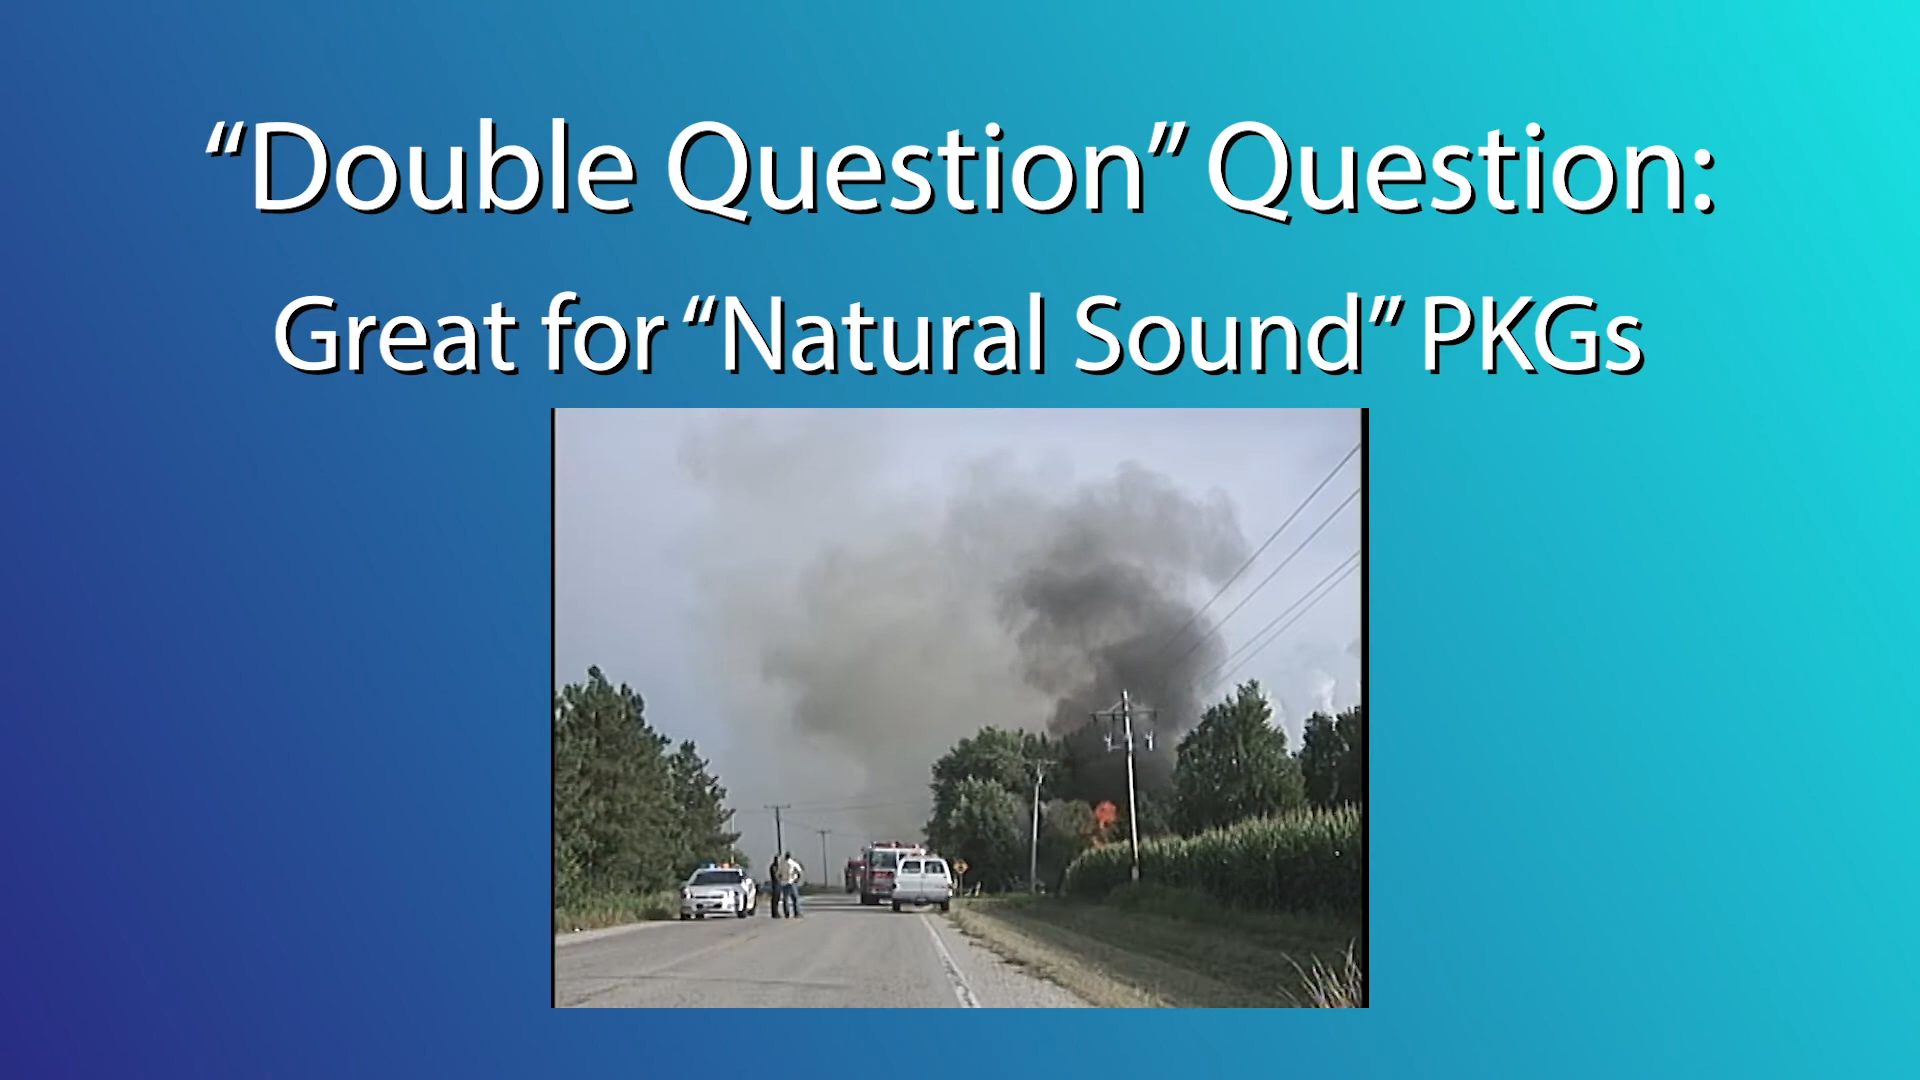 “Double Question” Question:
Great for “Natural Sound” PKGs